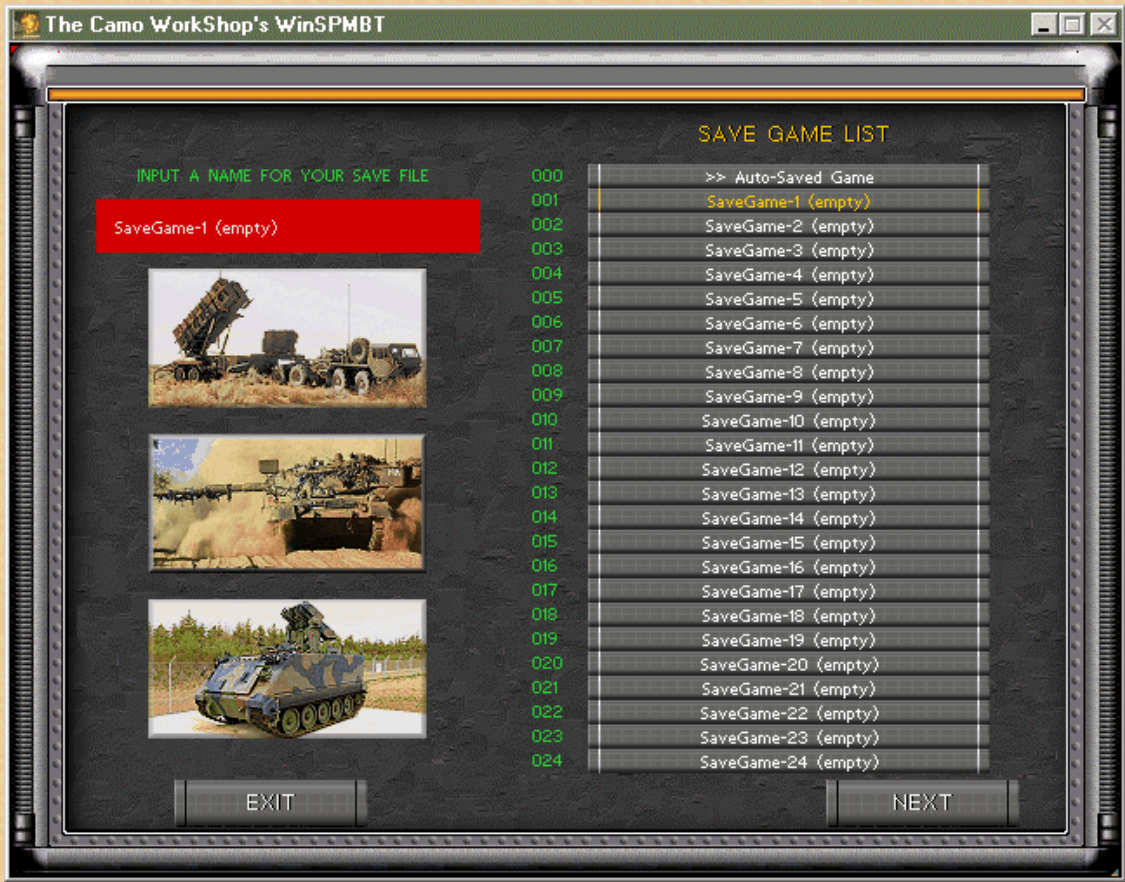 The Camo WorkShop's WinSPMBT
SAVE GAME LIST
INPUT A NAME FOR YOUR SAVE FILE
SaveGame-1 (empty)
000 >> Auto-Saved Game
001 SaveGame-1 (empty)
002 SaveGame-2 (empty)
003 SaveGame-3 (empty)
004 SaveGame-4 (empty)
005 SaveGame-5 (empty)
006 SaveGame-6 (empty)
007 SaveGame-7 (empty)
008 SaveGame-8 (empty)
009 SaveGame-9 (empty)
010 SaveGame-10 (empty)
011 SaveGame-11 (empty)
012 SaveGame-12 (empty)
013 SaveGame-13 (empty)
014 SaveGame-14 (empty)
015 SaveGame-15 (empty)
016 SaveGame-16 (empty)
017 SaveGame-17 (empty)
018 SaveGame-18 (empty)
019 SaveGame-19 (empty)
020 SaveGame-20 (empty)
021 SaveGame-21 (empty)
022 SaveGame-22 (empty)
023 SaveGame-23 (empty)
024 SaveGame-24 (empty)
EXIT
NEXT